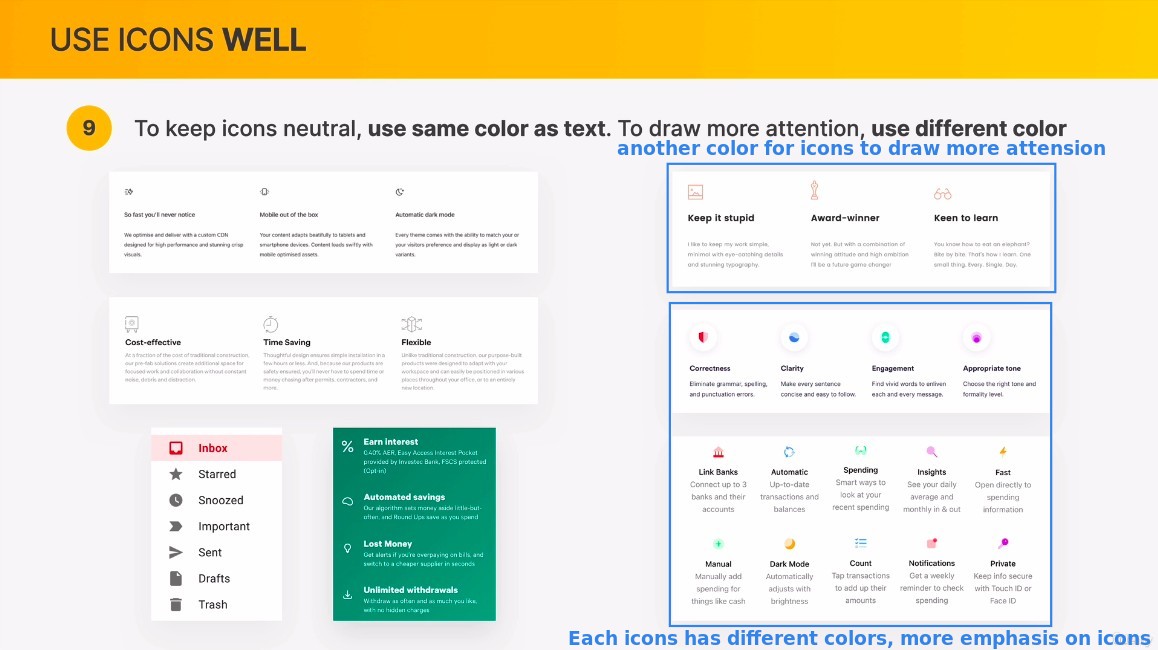 USE ICONS WELL
9
To keep icons neutral, use same color as text. To draw more attention, use different color
another color for icons to draw more attension
So fast you'll never notice
We optimise and deliver with a custom CDN
designed for high performance and stunning crisp
visuals.
Mobile out of the box
Your content adapts beatifully to tablets and
smartphone devices. Content loads swiftly with
mobile optimised assets.
Automatic dark mode
Every theme comes with the ability to match your or
your visitors preference and display as light or dark
variants.
Keep it stupid
I like to keep my work simple,
minimal with eye-catching details
and stunning typography.
Award-winner
Not yet. But with a combination of
winning attitude and high ambition
I'll be a future game changer
Keen to learn
You know how to eat an elephant?
Bite by bite. That's how I learn. One
small thing. Every. Single. Day.
Cost-effective
At a fraction of the cost of traditional construction,
our pre-fab solutions create additional space for
focused work and collaboration without constant
noise, debris and distraction.
Time Saving
Thoughtful design ensures simple installation in a
few hours or less. And, because our products are
safely ensured, you'll never have to spend time or
money chasing after permits, contractors, and
more.
Flexible
Unlike traditional construction, our purpose-built
products were designed to adapt with your
workspace and can easily be positioned in various
places throughout your office, or to an entirely
new location.
Correctness
Eliminate grammar, spelling,
and punctuation errors.
Clarity
Make every sentence
concise and easy to follow.
Engagement
Find vivid words to enliven
each and every message.
Appropriate tone
Choose the right tone and
formality level.
Inbox
Starred
Snoozed
Important
Sent
Drafts
Trash
Earn interest
0.40% AER, Easy Access Interest Pocket
provided by Investec Bank, FSCS protected
(Opt-in)
Automated savings
Our algorithm sets money aside little-but-
often, and Round Ups save as you spend
Lost Money
Get alerts if you're overpaying on bills, and
switch to a cheaper supplier in seconds
Unlimited withdrawals
Withdraw as often and as much you like,
with no hidden charges
Link Banks
Connect up to 3
banks and their
accounts
Automatic
Up-to-date
transactions and
balances
Spending
Smart ways to
look at your
recent spending
Insights
See your daily
average and
monthly in & out
Fast
Open directly to
spending
information
Manual
Manually add
spending for
things like cash
Dark Mode
Automatically
adjusts with
brightness
Count
Tap transactions
to add up their
amounts
Notifications
Get a weekly
reminder to check
spending
Private
Keep info secure
with Touch ID or
Face ID
Each icons has different colors, more emphasis on icons